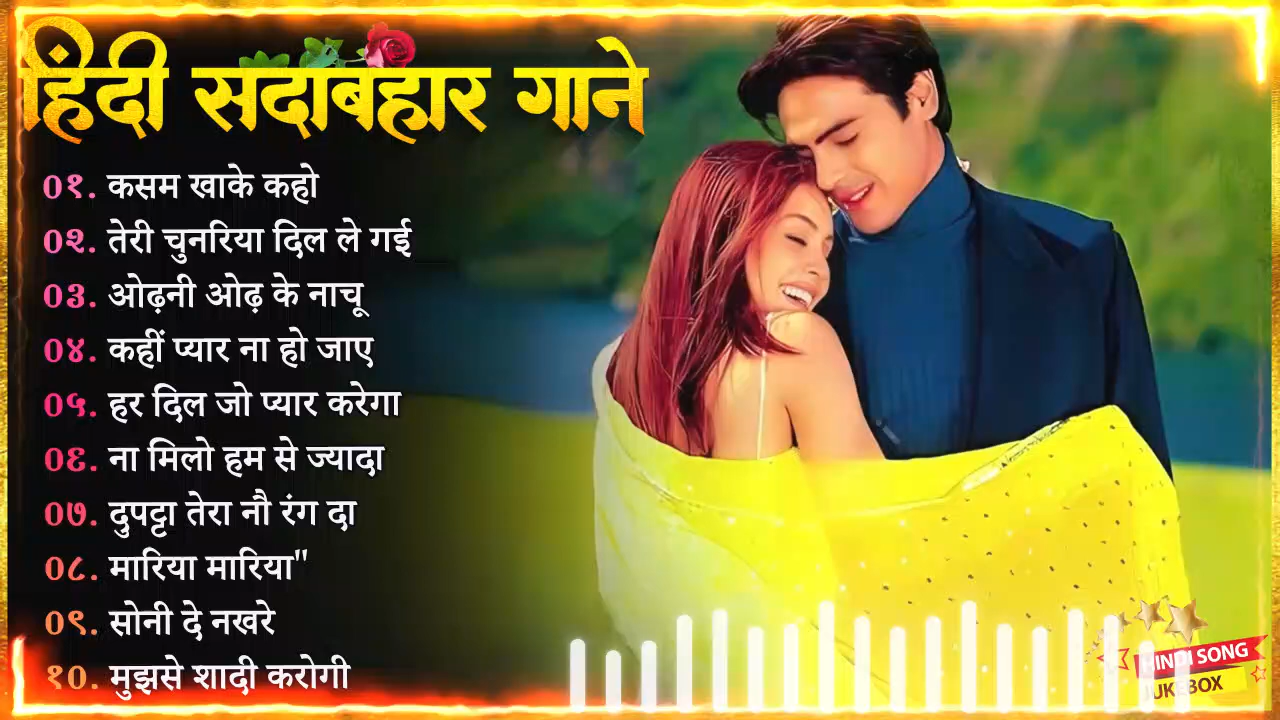 हिंदी सदाबहार गाने
०१. कसम खाके कहो
०२. तेरी चुनरिया दिल ले गई
०३. ओढ़नी ओढ़ के नाचू
०४. कहीं प्यार ना हो जाए
०५. हर दिल जो प्यार करेगा
०६. ना मिलो हम से ज्यादा
०७. दुपट्टा तेरा नौ रंग दा
०८. मारिया मारिया"
०९. सोनी दे नखरे
१०. मुझसे शादी करोगी
HINDI SONG
JUKEBOX